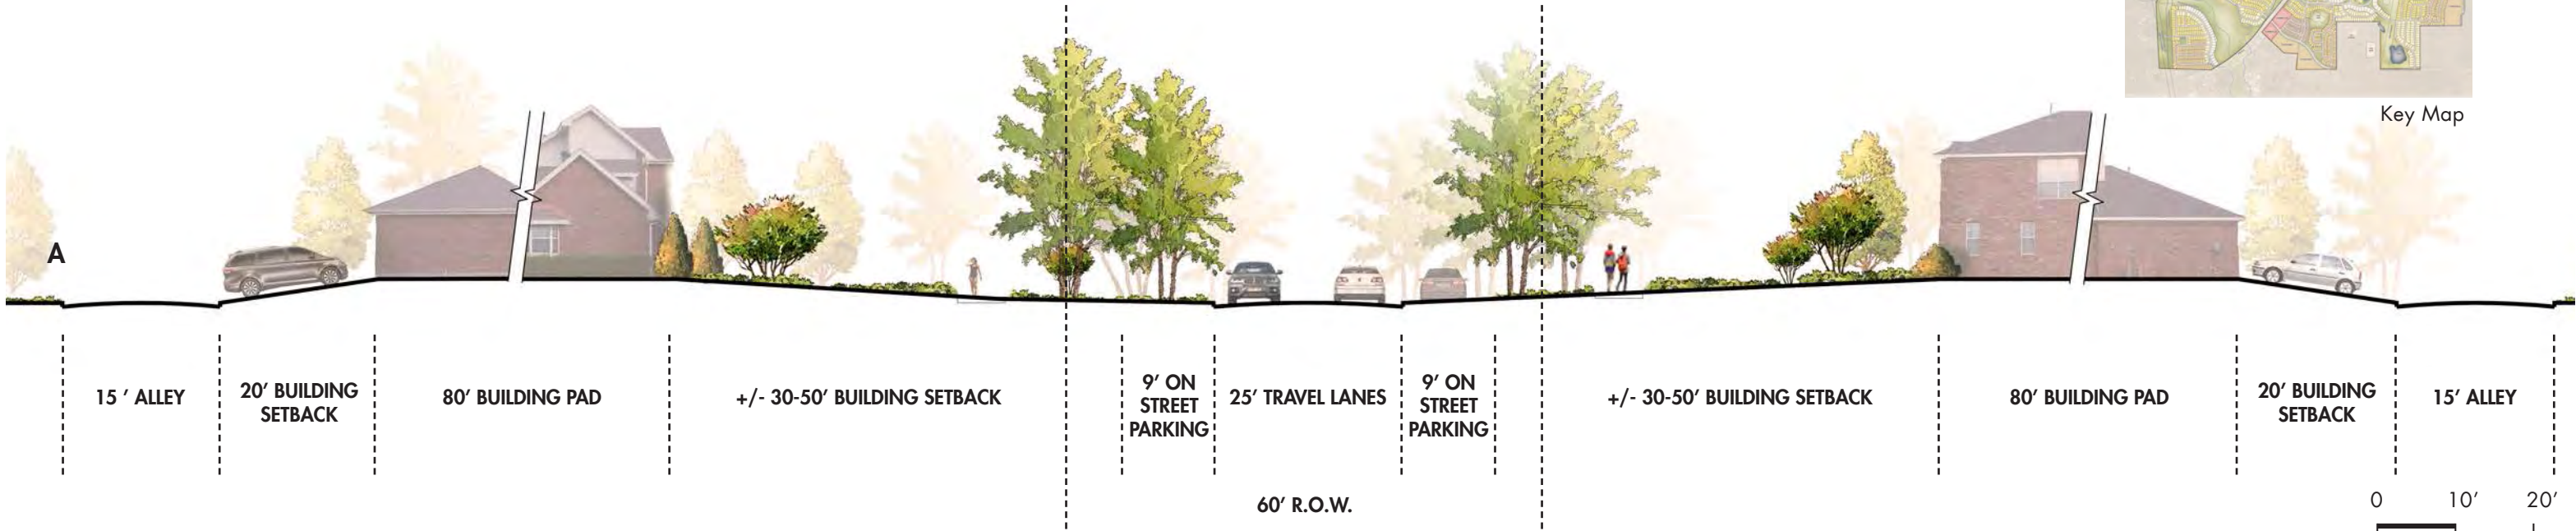 Key Map
A
15 ' ALLEY
20' BUILDING
SETBACK
80' BUILDING PAD
+/- 30-50' BUILDING SETBACK
9' ON
STREET
PARKING
25' TRAVEL LANES
9' ON
STREET
PARKING
+/- 30-50' BUILDING SETBACK
80' BUILDING PAD
20' BUILDING
SETBACK
15' ALLEY
60' R.O.W.
0 10' 20'